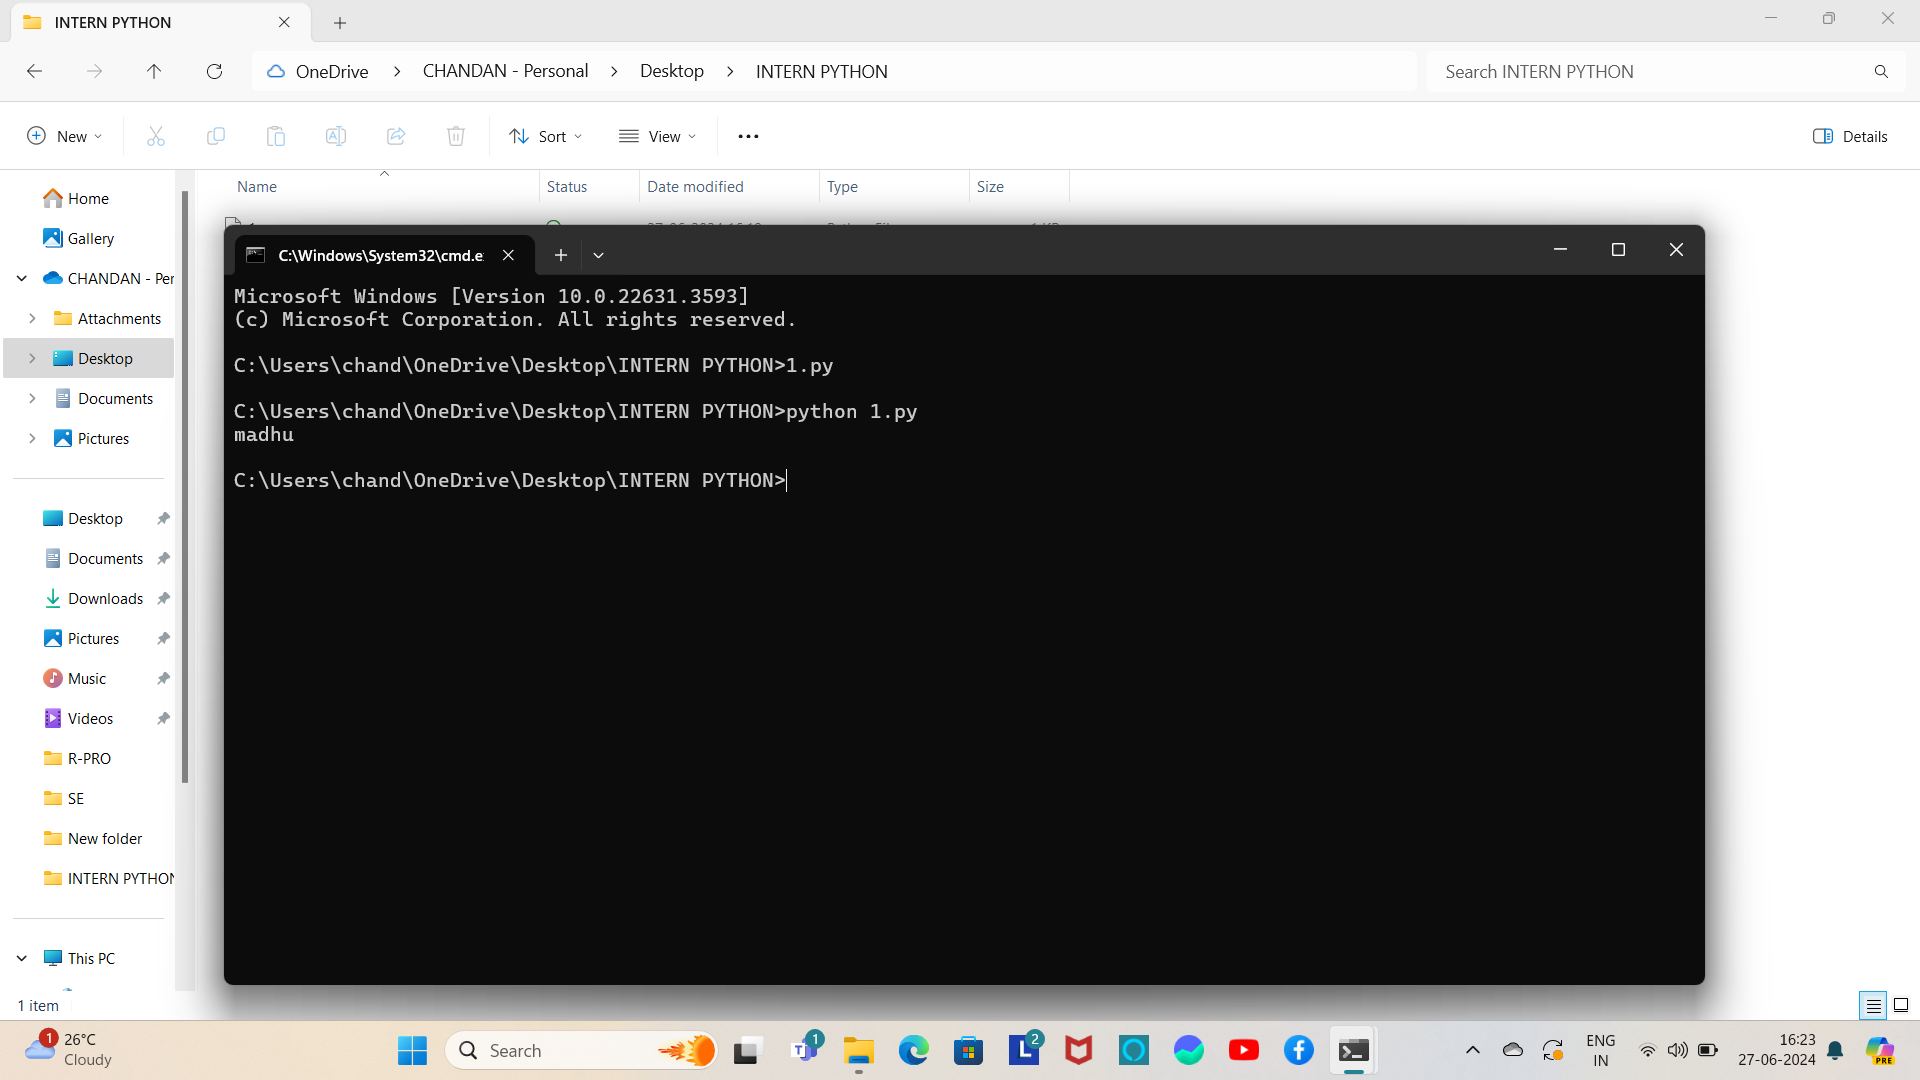 INTERN PYTHON
OneDrive > CHANDAN - Personal > Desktop > INTERN PYTHON
Search INTERN PYTHON
New
Sort
View
Details
Name
Status
Date modified
Type
Size
Home
Gallery
CHANDAN - Per
Attachments
Desktop
Documents
Pictures
Desktop
Documents
Downloads
Pictures
Music
Videos
R-PRO
SE
New folder
INTERN PYTHON
This PC
1 item
C:\Windows\System32\cmd.e
Microsoft Windows [Version 10.0.22631.3593]
(c) Microsoft Corporation. All rights reserved.
C:\Users\chand\OneDrive\Desktop\INTERN PYTHON>1.py
C:\Users\chand\OneDrive\Desktop\INTERN PYTHON>python 1.py
madhu
C:\Users\chand\OneDrive\Desktop\INTERN PYTHON>
1
26°C
Cloudy
Search
1
2
ENG
IN
16:23
27-06-2024
PRE